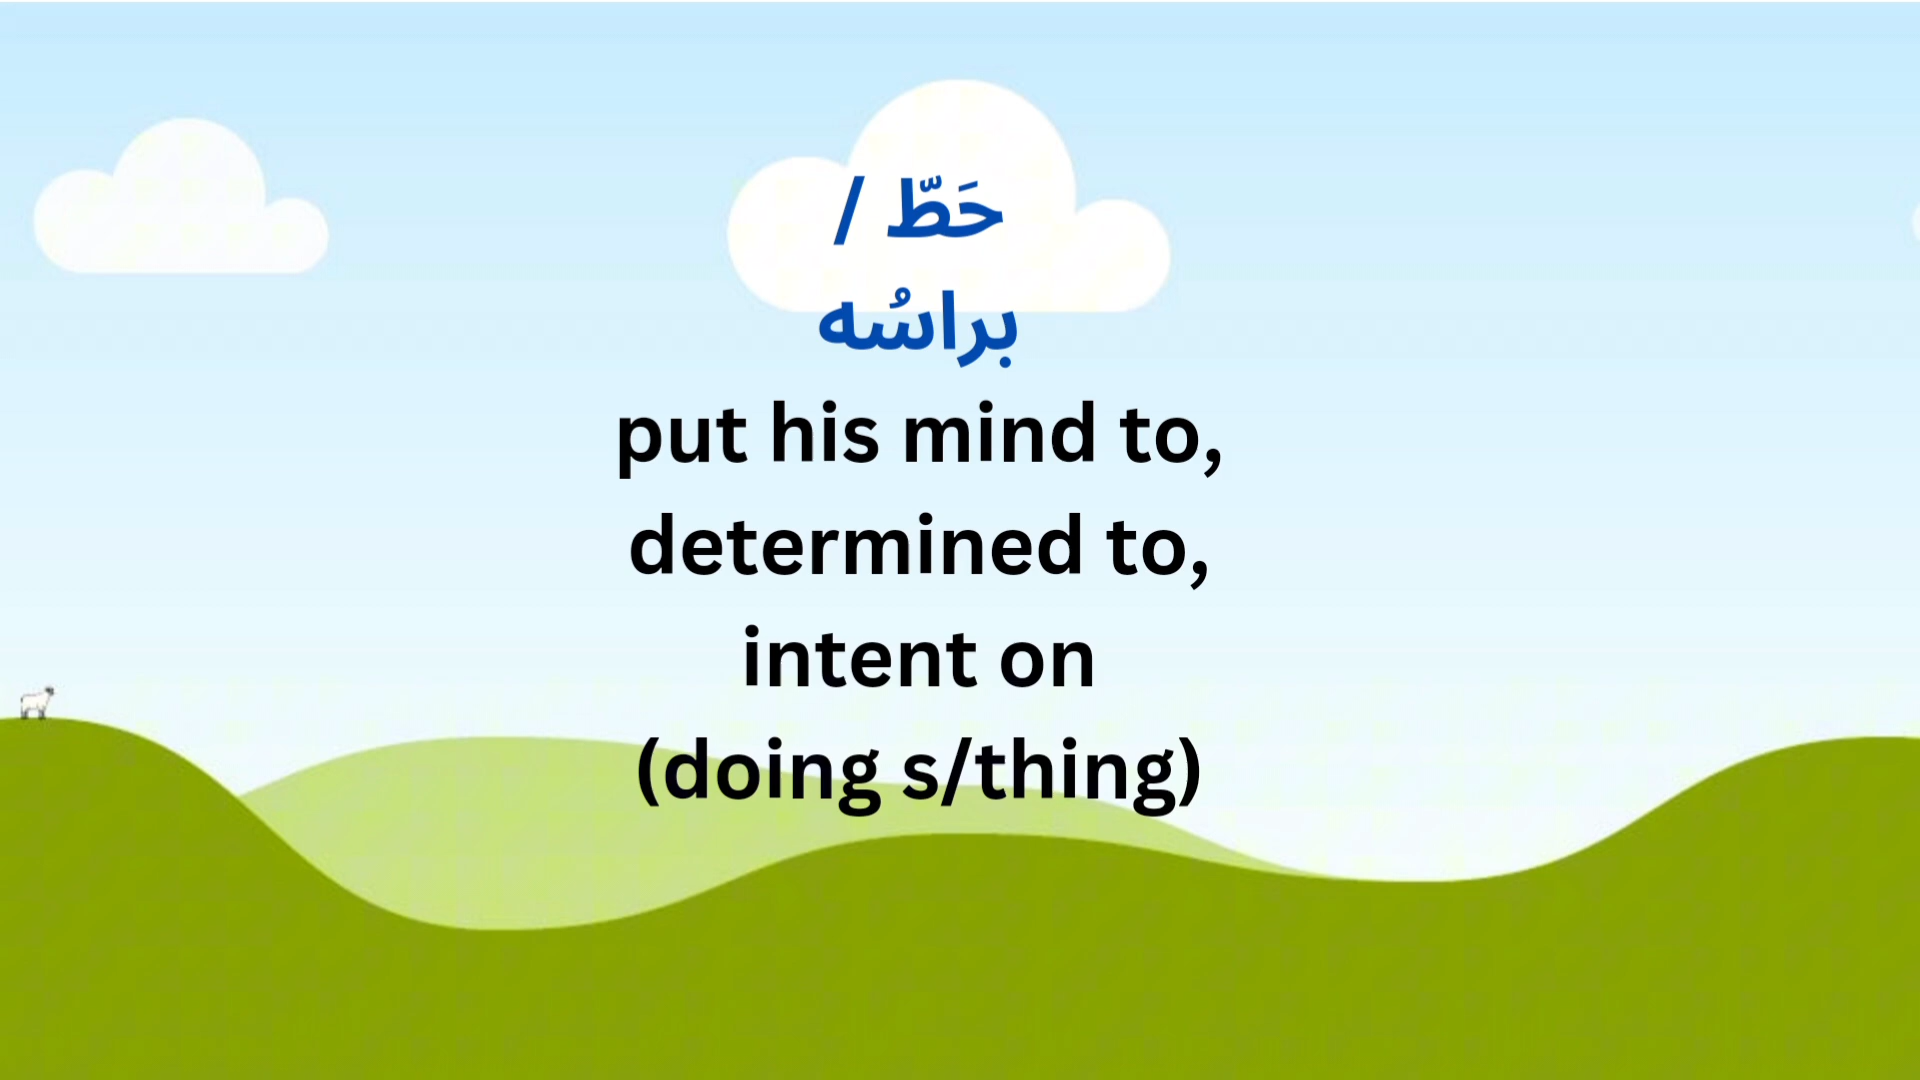 حَطّ /
براسُه
put his mind to,
determined to,
intent on
(doing s/thing)